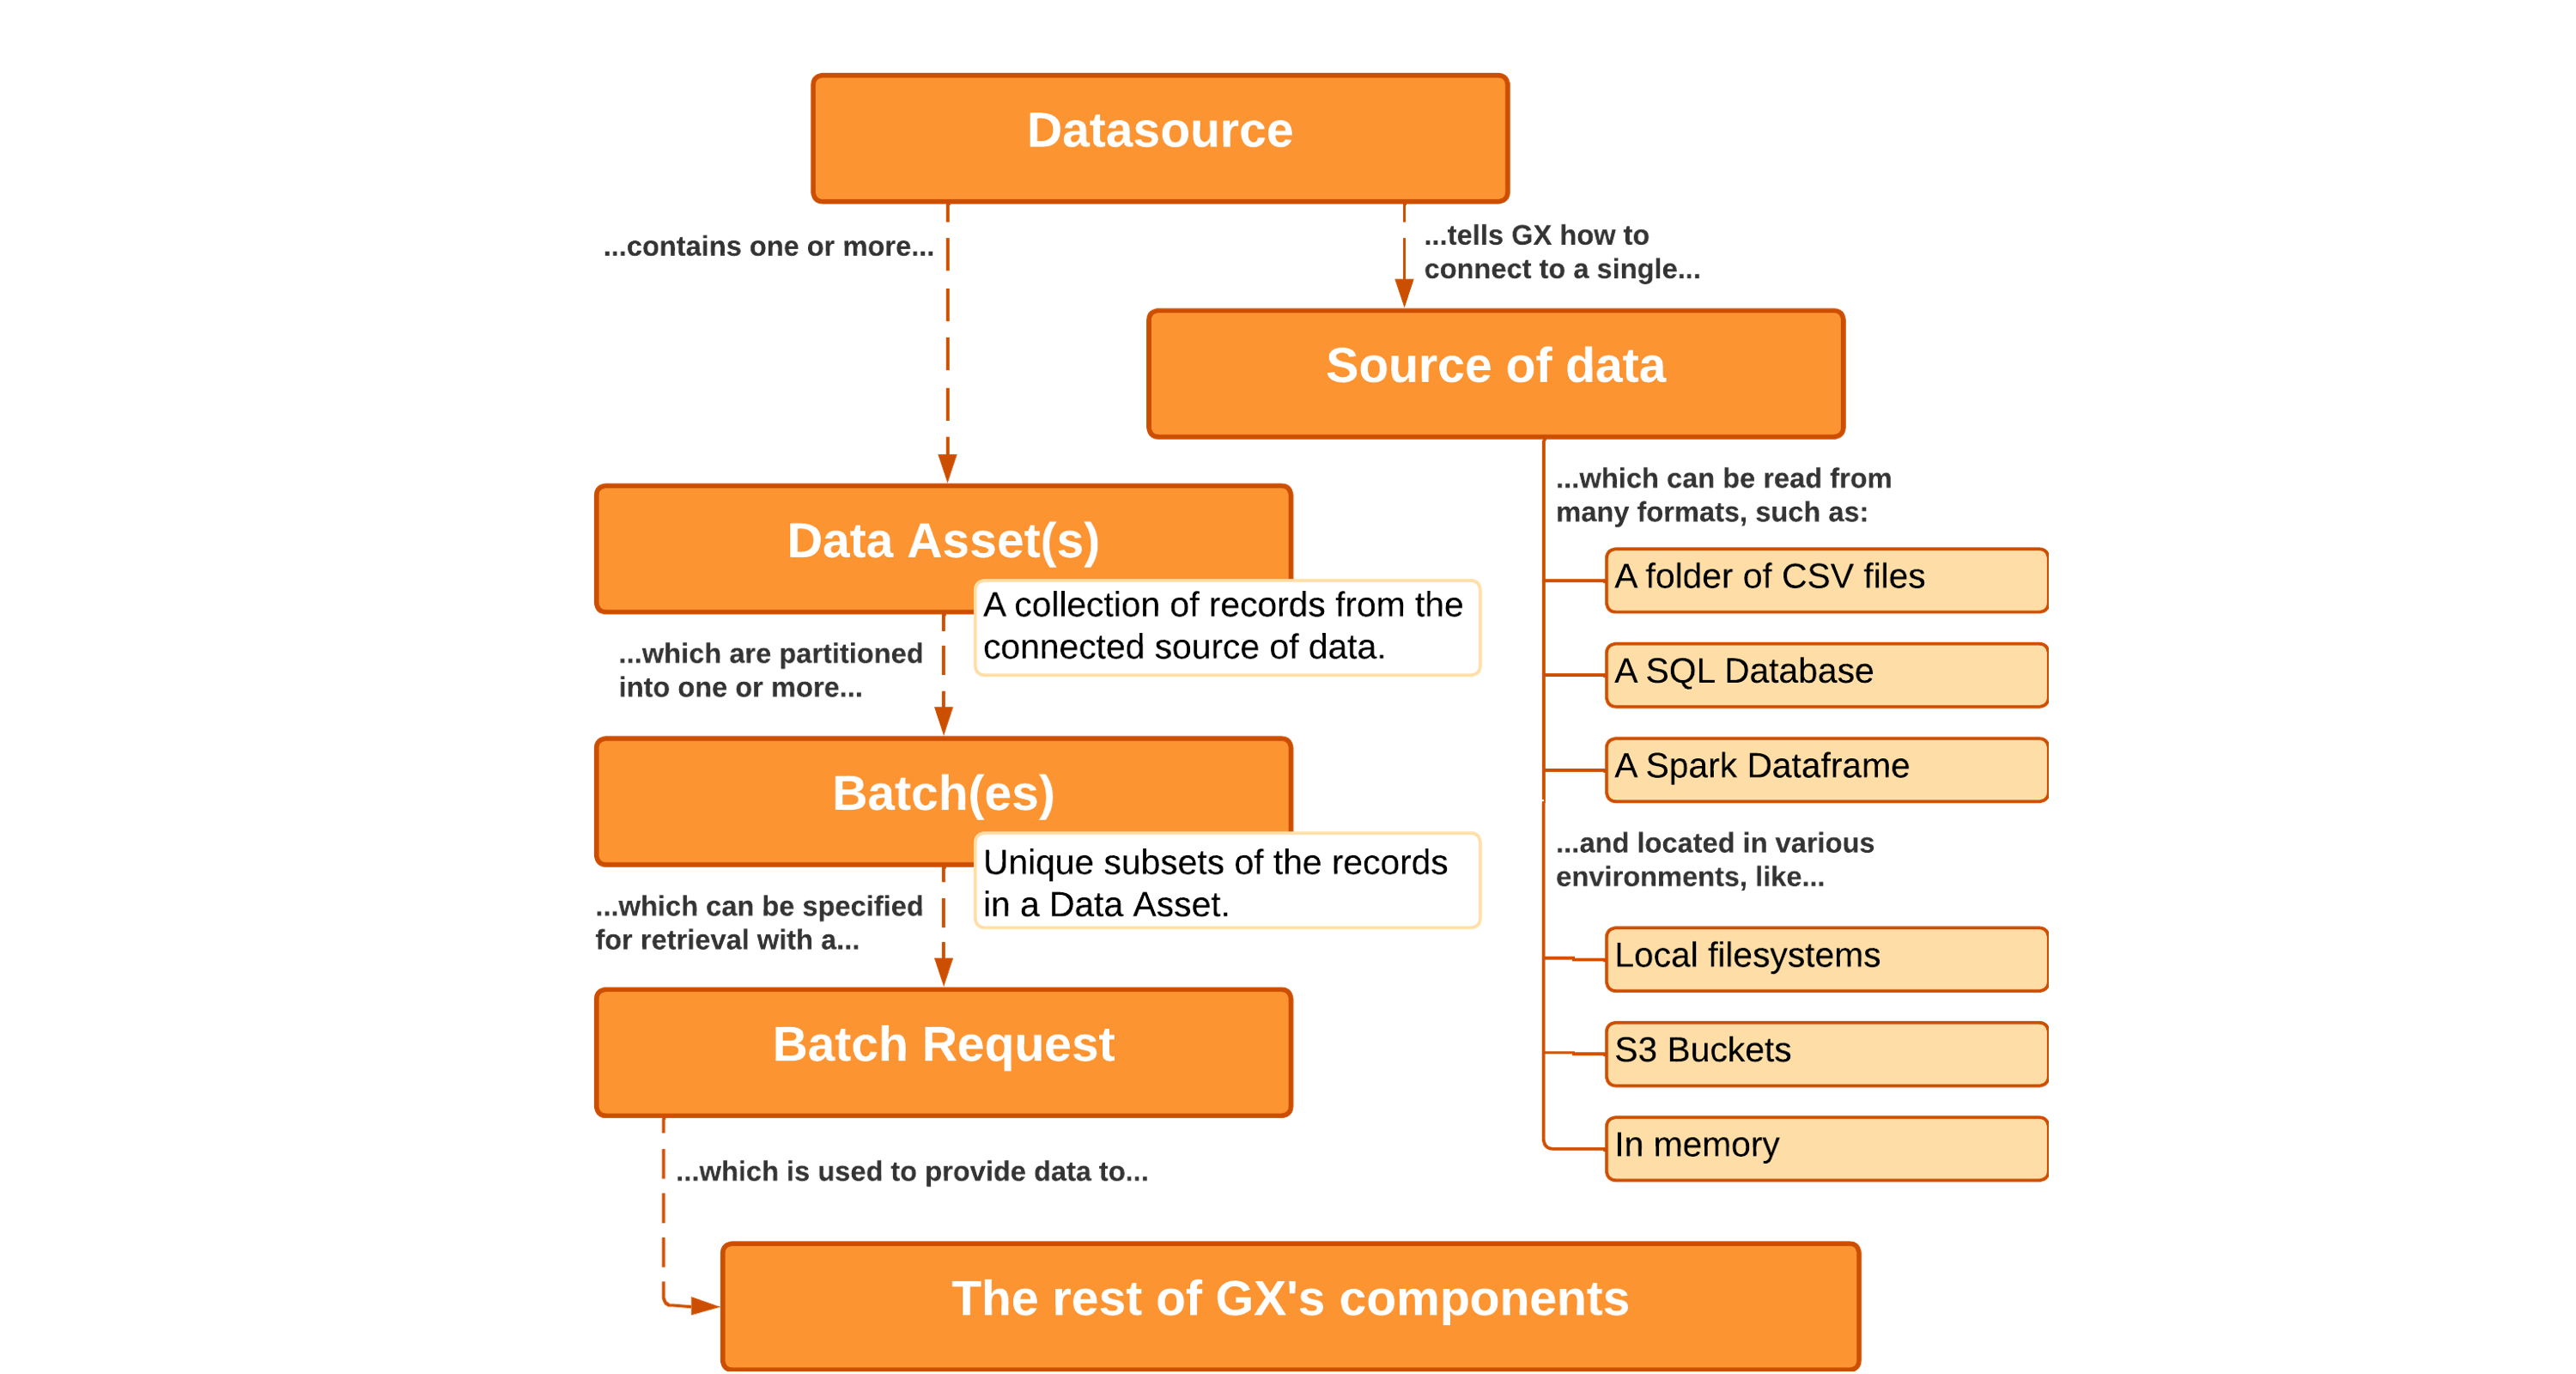 Datasource
...contains one or more...
...tells GX how to
connect to a single...
Source of data
Data Asset(s)
A collection of records from the
connected source of data.
...which are partitioned
into one or more...
Batch(es)
Unique subsets of the records
in a Data Asset.
...which can be specified
for retrieval with a...
Batch Request
...which is used to provide data to...
...which can be read from
many formats, such as:
A folder of CSV files
A SQL Database
A Spark Dataframe
...and located in various
environments, like...
Local filesystems
S3 Buckets
In memory
The rest of GX's components